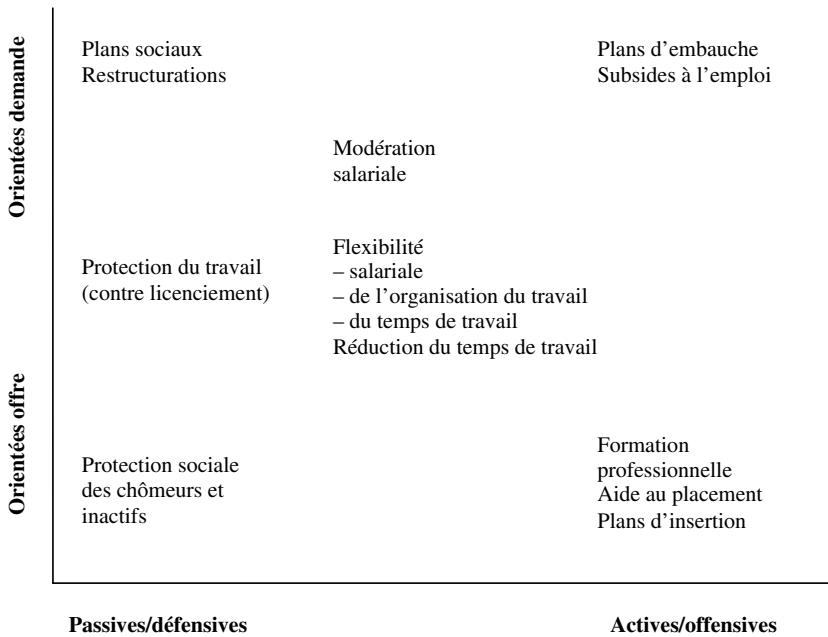 Orientées demande
Plans sociaux
Restructurations
Plans d'embauche
Subsides à l'emploi
Modération
salariale
Protection du travail
(contre licenciement)
Flexibilité
– salariale
– de l'organisation du travail
– du temps de travail
Réduction du temps de travail
Orientées offre
Protection sociale
des chômeurs et
inactifs
Formation
professionnelle
Aide au placement
Plans d'insertion
Passives/défensives
Actives/offensives